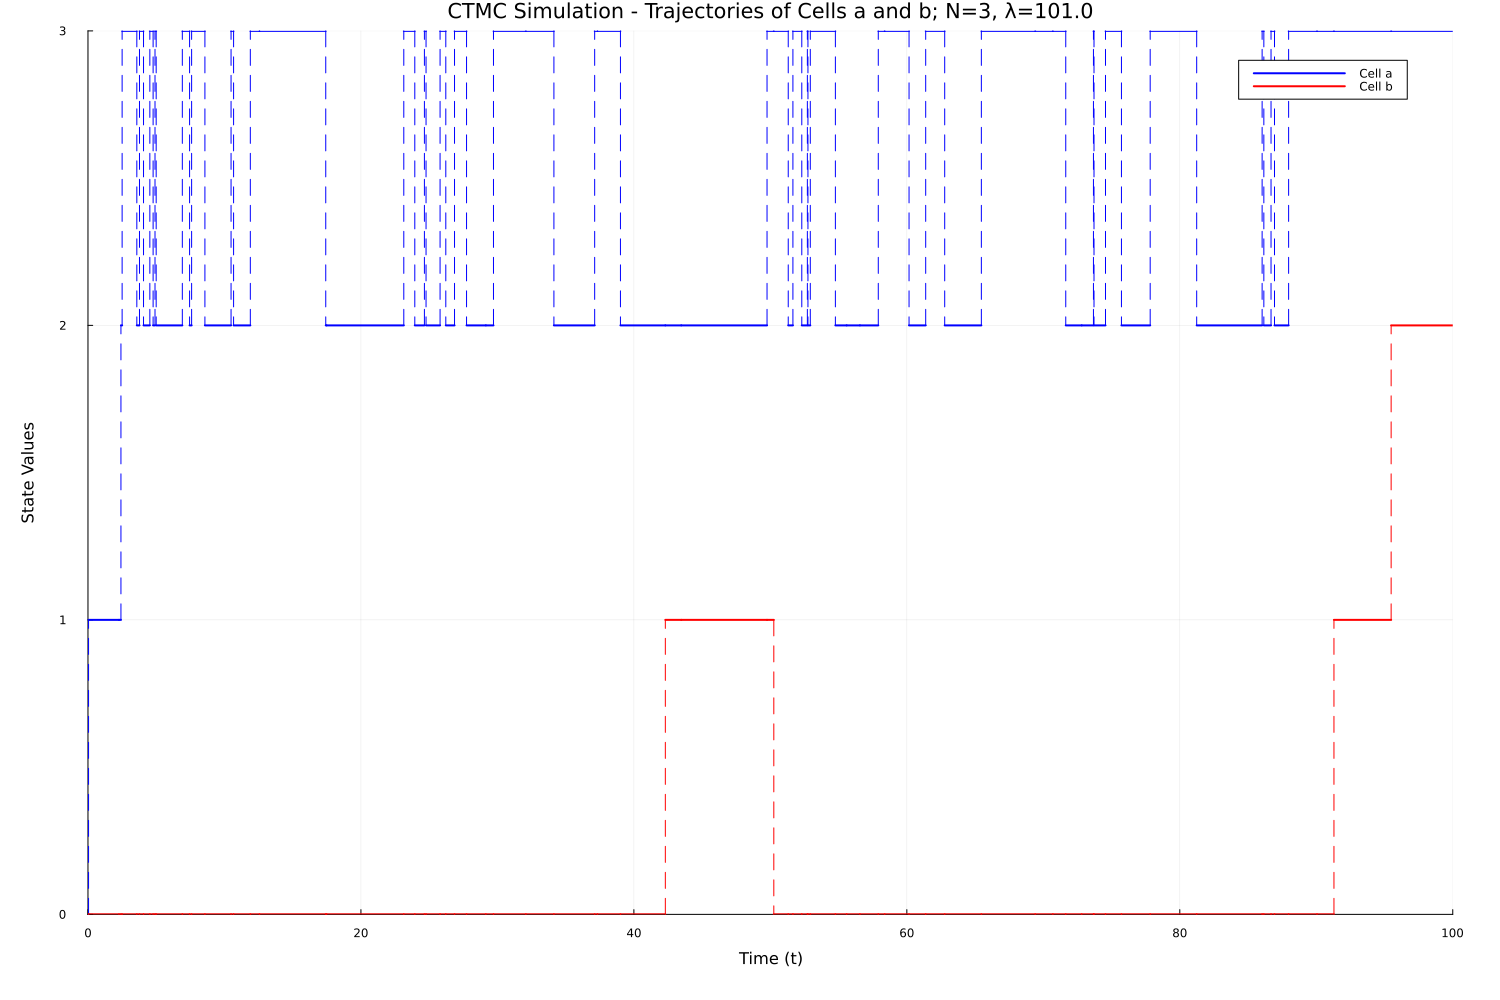 CTMC Simulation - Trajectories of Cells a and b; N=3, λ=101.0
3
Cell a
Cell b
2
State Values
1
0
0 20 40 60 80 100
Time (t)